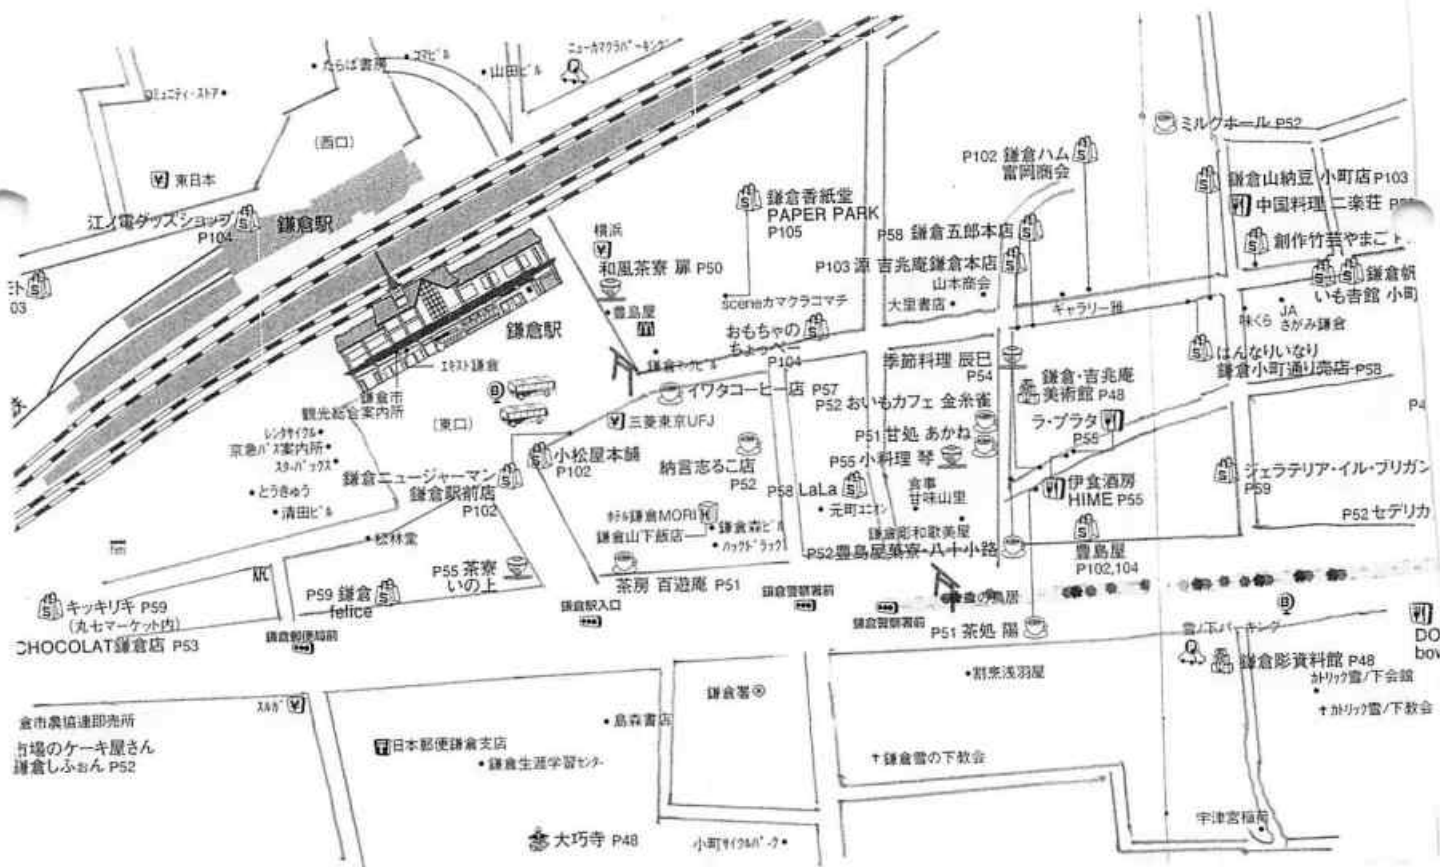 ニューカマクラパーキング
コマビル
たらば書房
山田ビル
コミュニティ・ストア
ミルクホール P52
(西口)
P102 鎌倉ハム
富岡商会
東日本
鎌倉山納豆 小町店 P103
鎌倉香紙堂
PAPER PARK
P105
中国料理 二楽荘
江ノ電グッズショップ
P104
鎌倉駅
横浜
P58 鎌倉五郎本店
創作竹芸やまご
和風茶寮 扉 P50
P103 源 吉兆庵鎌倉本店
山本商会
03
sceneカマクラコマチ
大里書店
ギャラリー雅
いも吉館 小町
豊島屋
鎌倉駅
おもちゃの
ちょっぺー
P104
味くら
JA
さがみ鎌倉
エキスト鎌倉
季節料理 辰巳
P54
はんなりいなり
鎌倉小町通り売店 P58
鎌倉市
観光総合案内所
イワタコーヒー店 P57
鎌倉・吉兆庵
美術館 P48
P52 おいもカフェ 金糸雀
(東口)
三菱東京UFJ
ラ・プラタ
P55
レンタサイクル
京急バス案内所
スターバックス
P51 甘処 あかね
小松屋本舗
P102
納言志るこ店
P52
P55 小料理 琴
ジェラテリア・イル・ブリガン
P59
鎌倉ニュージャーマン
鎌倉駅前店
P102
食事
甘味山里
伊食酒房
HIME P55
とうきゅう
P58 LaLa
元町ユニオン
清田ビル
ホテル鎌倉MORI
鎌倉山下飯店
鎌倉森ビル
バックドラッグ
鎌倉彫和歌美屋
P52 セデリカ
松林堂
P52 豊島屋菓寮・八十小路
豊島屋
P102,104
KFC
P55 茶寮
いの上
茶房 百遊庵 P51
P59 鎌倉
felice
キッキリキ P59
(丸七マーケット内)
鎌倉駅入口
鎌倉警察署前
鎌倉警察署前
CHOCOLAT鎌倉店 P53
鎌倉郵便局前
P51 茶処 陽
雪ノ下パーキング
DO
bow
鎌倉彫資料館 P48
割烹浅羽屋
カトリック雪ノ下会館
カトリック雪ノ下教会
鎌倉署
スルガ
倉市農協連即売所
島森書店
市場のケーキ屋さん
鎌倉しふぉん P52
日本郵便鎌倉支店
鎌倉生涯学習センター
鎌倉雪の下教会
宇津宮稲荷
大巧寺 P48
小町サイクルパーク